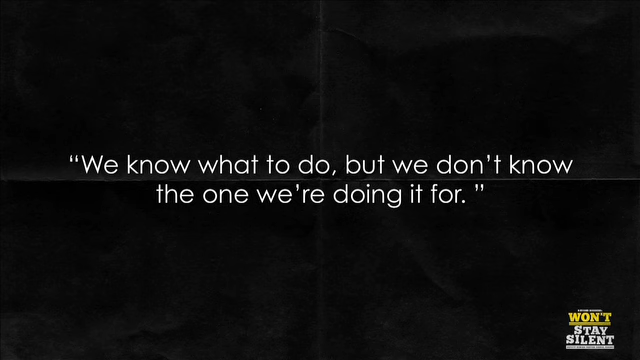 “We know what to do, but we don’t know
the one we’re doing it for. ”
WON'T
STAY
SILENT